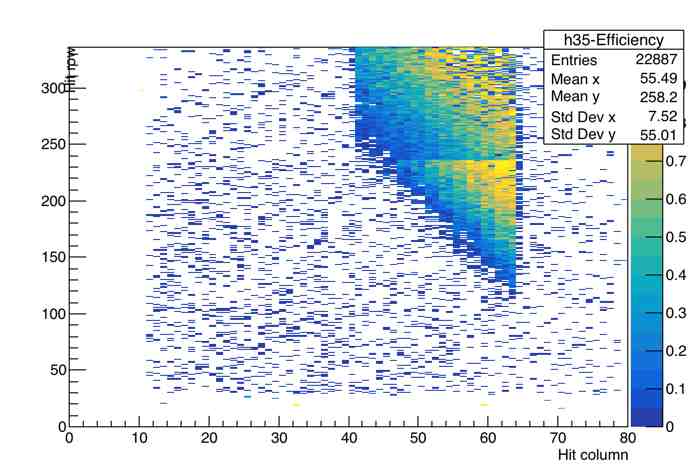 h35-Efficiency
Entries 22887
Mean x 55.49
Mean y 258.2
Std Dev x 7.52
Std Dev y 55.01
300
250
200
150
100
50
0
0 10 20 30 40 50 60 70 80
Hit column
0.7
0.6
0.5
0.4
0.3
0.2
0.1
0